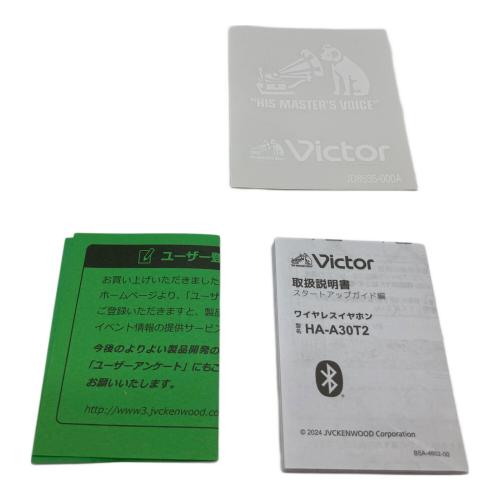 "HIS MASTER'S VOICE"
Victor
JD8535-000A
ユーザー登
お買い上げいただきました
ホームページより、「ユーザ
ご登録いただきますと、製品
イベント情報の提供サービ
今後のよりよい製品開発の
「ユーザーアンケート」にもご
お願いいたします。
http://www3.jvckenwood.co
Victor
取扱説明書
スタートアップガイド編
ワイヤレスイヤホン
型名 HA-A30T2
© 2024 JVCKENWOOD Corporation
B5A-4602-00